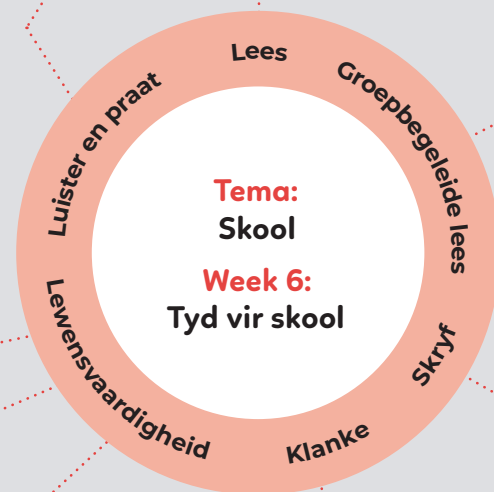 Lees
Groepbegeleide lees
Skryf
Klanke
Lewensvaardigheid
Luister en praat
Tema:
Skool
Week 6:
Tyd vir skool